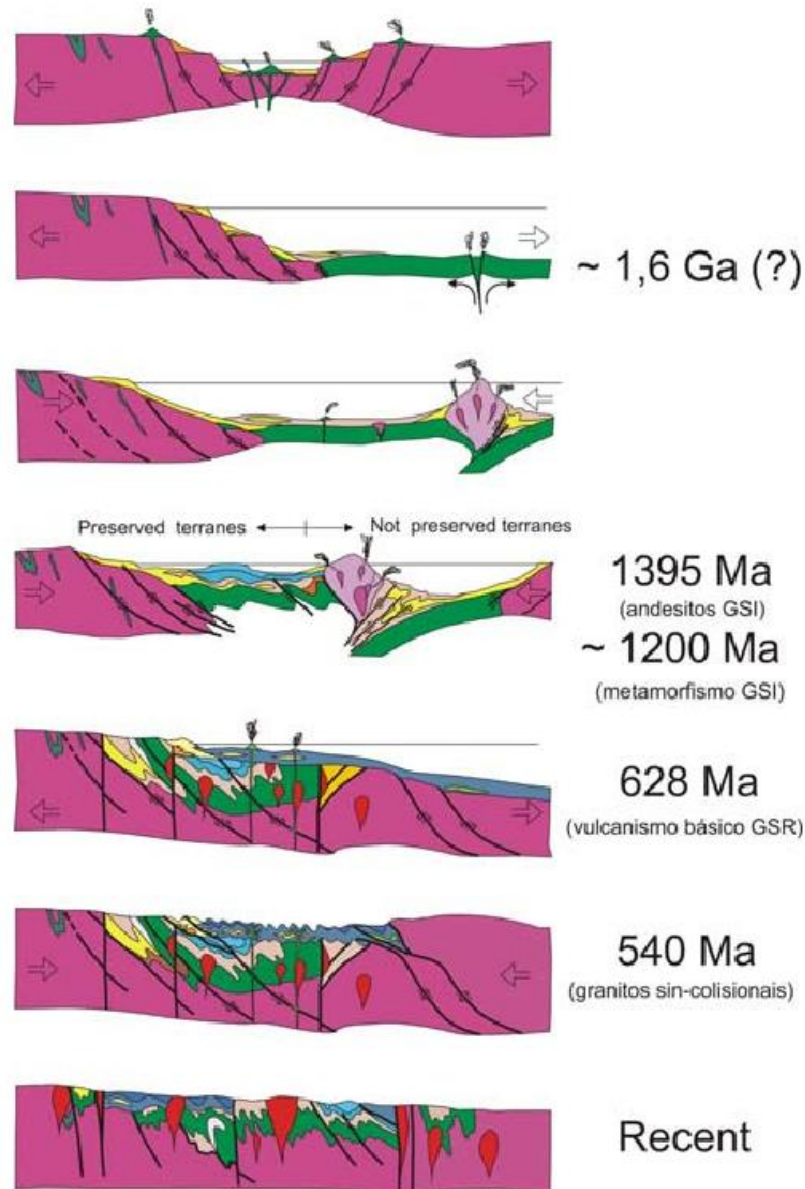 ~ 1,6 Ga (?)
Preserved terranes
Not preserved terranes
1395 Ma
(andesitos GSI)
~ 1200 Ma
(metamorfismo GSI)
628 Ma
(vulcanismo básico GSR)
540 Ma
(granitos sin-colisionais)
Recent